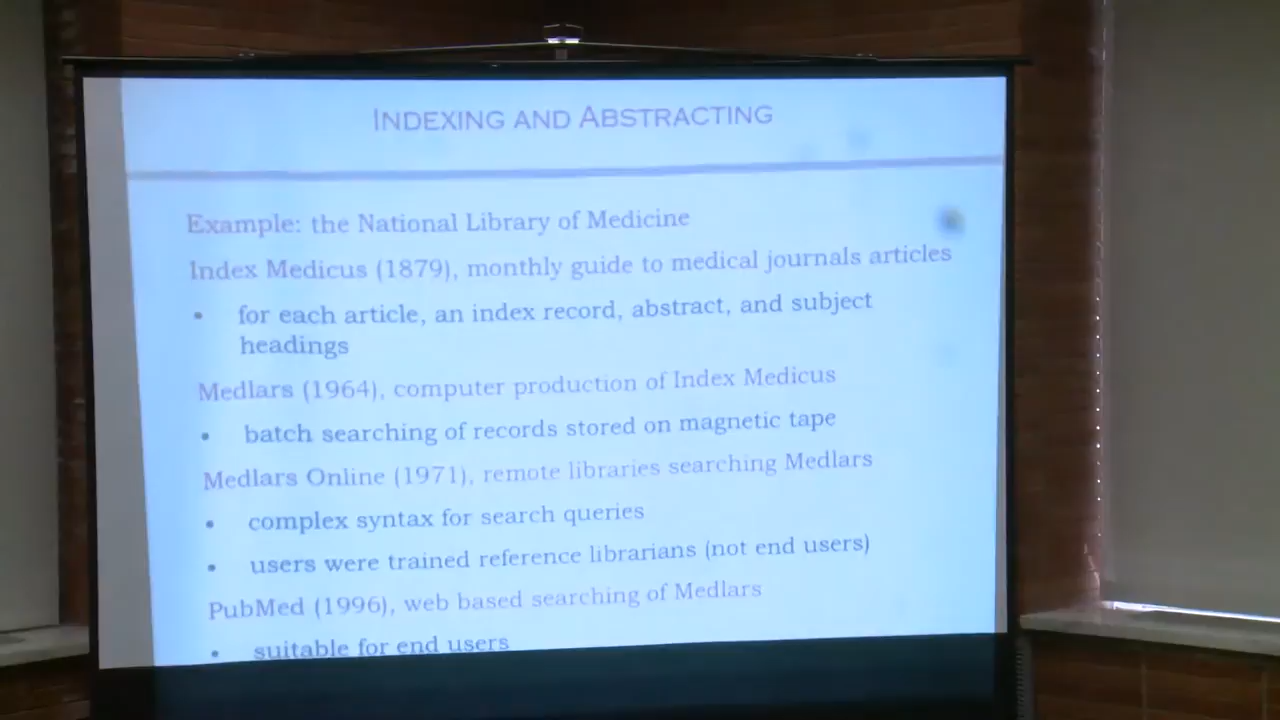 INDEXING AND ABSTRACTING
Example: the National Library of Medicine
Index Medicus (1879), monthly guide to medical journals articles
• for each article, an index record, abstract, and subject
headings
Medlars (1964), computer production of Index Medicus
• batch searching of records stored on magnetic tape
Medlars Online (1971), remote libraries searching Medlars
• complex syntax for search queries
• users were trained reference librarians (not end users)
PubMed (1996), web based searching of Medlars
• suitable for end users